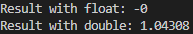 Result with float: -0
Result with double: 1.04308